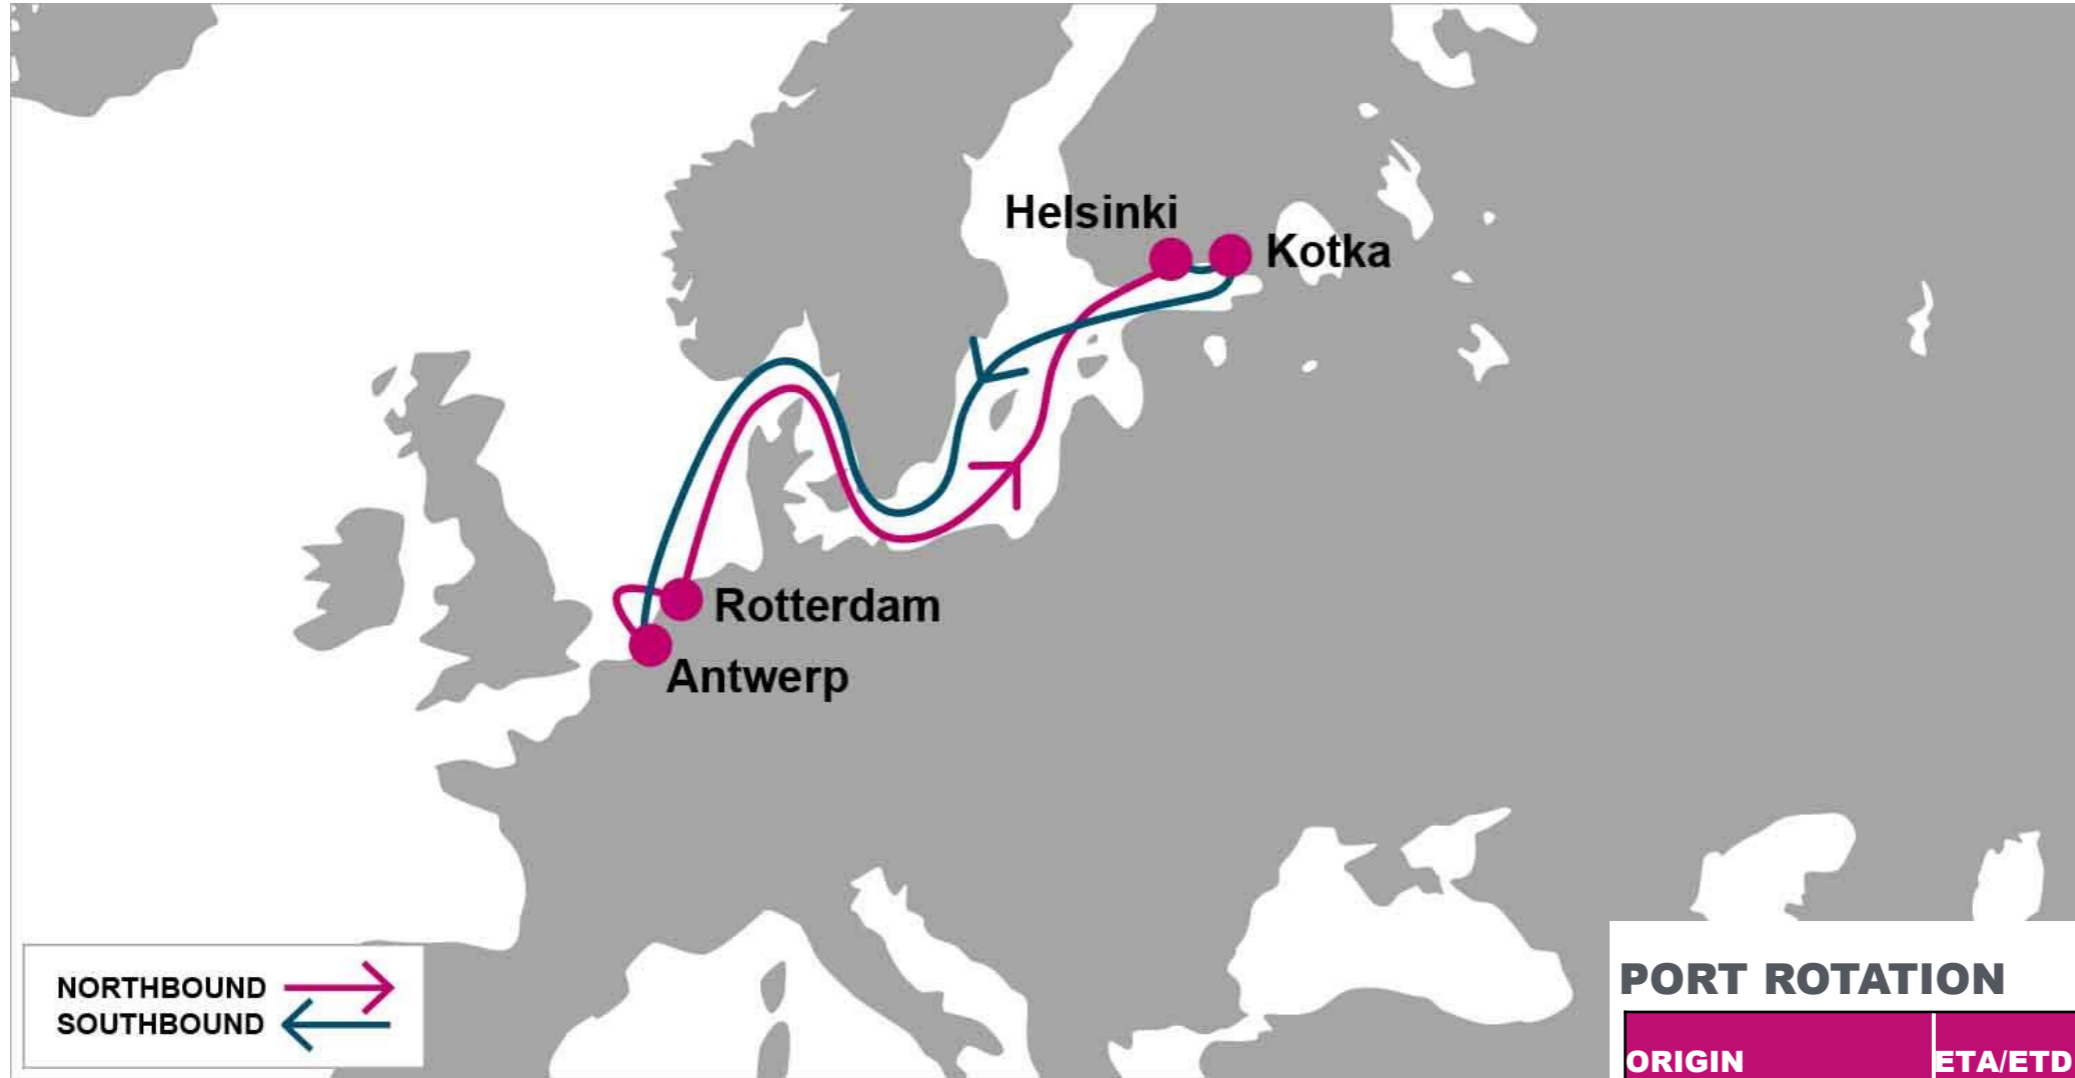 Helsinki
Kotka
Rotterdam
Antwerp
NORTHBOUND
SOUTHBOUND
PORT ROTATION
ORIGIN ETA/ETD